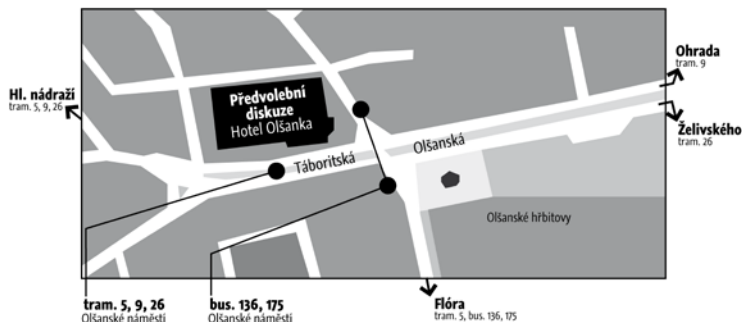 Ohrada
tram. 9
Hl. nádraží
tram. 5, 9, 26
Předvolební
diskuze
Hotel Olšanka
Želivského
tram. 26
Olšanská
Táboritská
Olšanské hřbitovy
tram. 5, 9, 26
Olšanské náměstí
bus. 136, 175
Olšanské náměstí
Flóra
tram. 5, bus. 136, 175